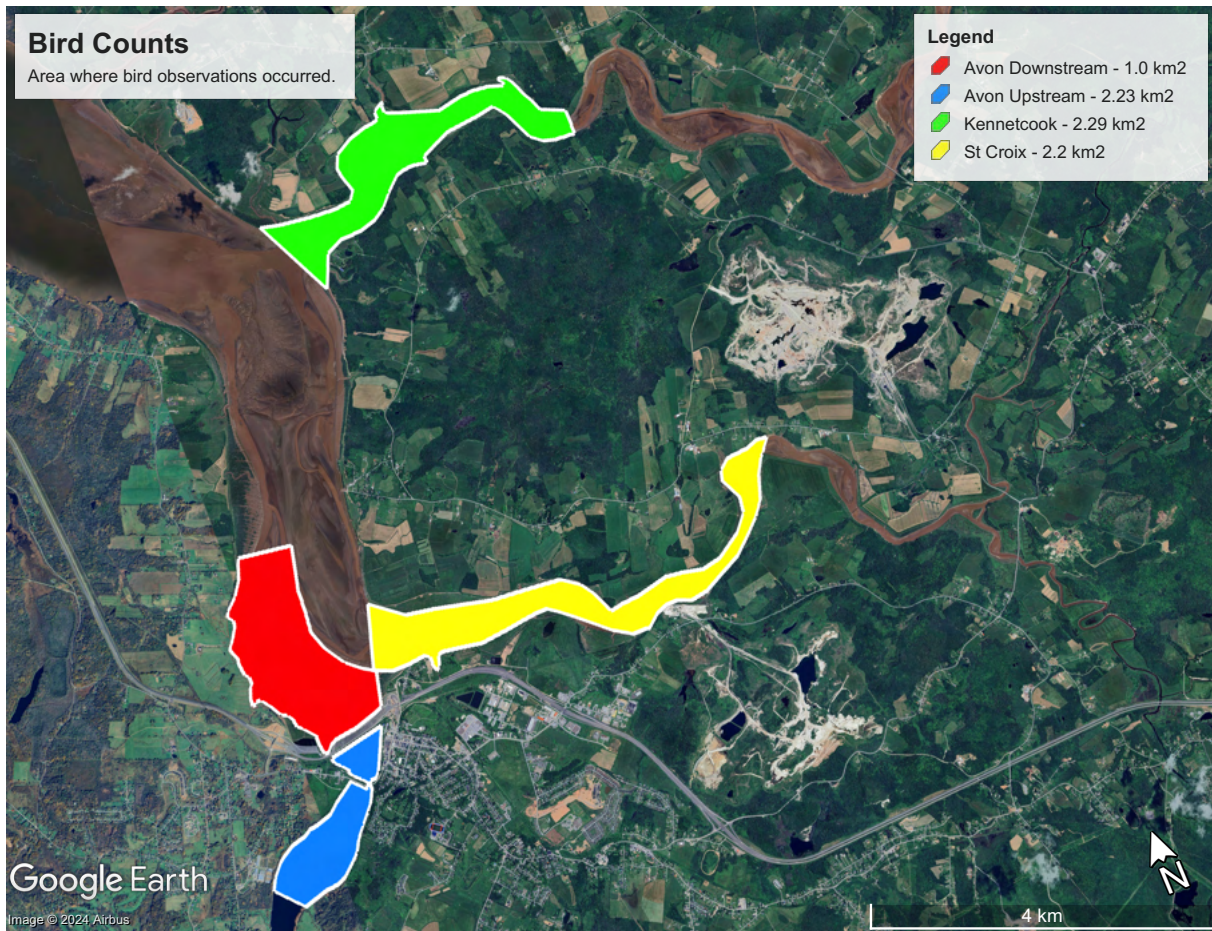 Bird Counts
Area where bird observations occurred.
Legend
Avon Downstream - 1.0 km2
Avon Upstream - 2.23 km2
Kennetcook - 2.29 km2
St Croix - 2.2 km2
Google Earth
Image © 2024 Airbus
4 km
N